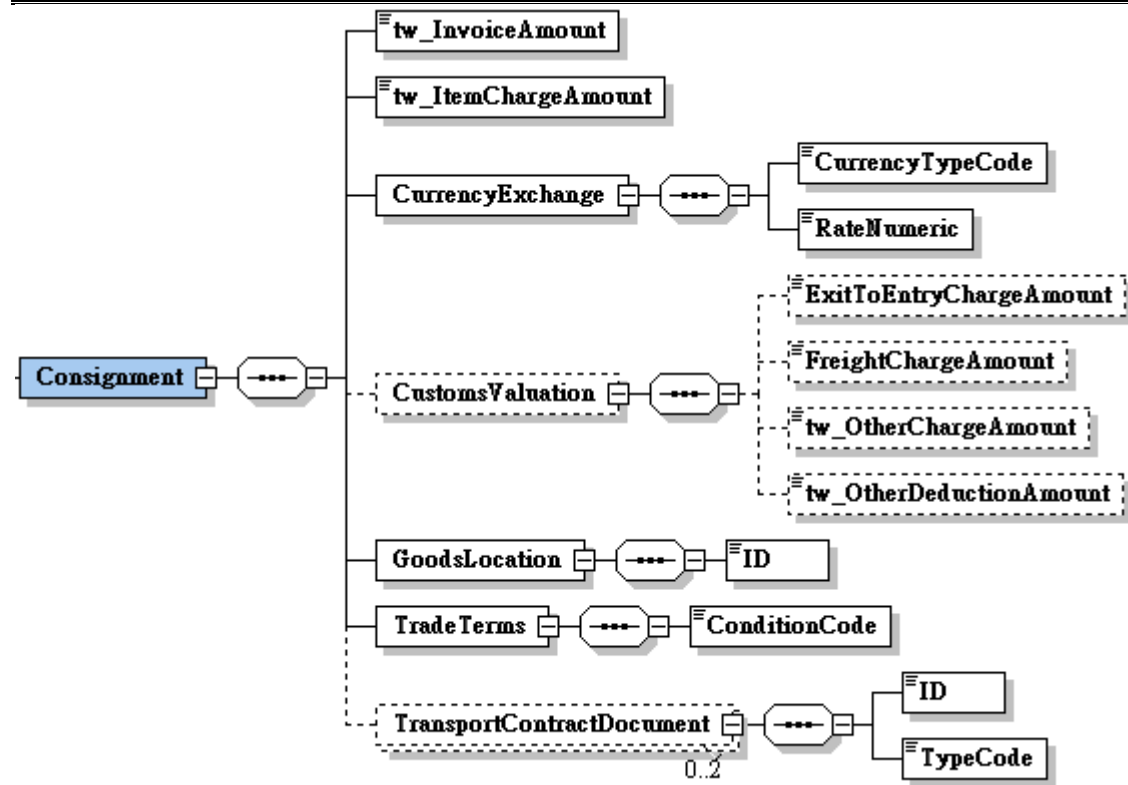 tw_InvoiceAmount
tw_ItemChargeAmount
CurrencyExchange
CurrencyTypeCode
RateNumeric
Consignment
CustomsValuation
ExitToEntryChargeAmount
FreightChargeAmount
tw_OtherChargeAmount
tw_OtherDeductionAmount
GoodsLocation
ID
TradeTerms
ConditionCode
TransportContractDocument
0..2
ID
TypeCode